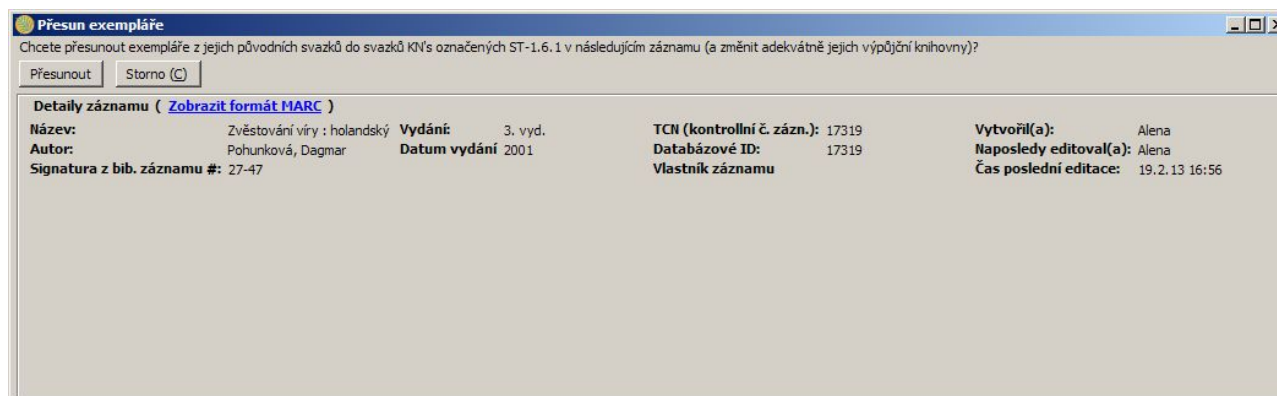 Přesun exempláře
Chcete přesunout exempláře z jejich původních svazků do svazků KN's označených ST-1.6.1 v následujícím záznamu (a změnit adekvátně jejich výpůjční knihovny)?
Přesunout Storno (C)
Detaily záznamu ( Zobrazit formát MARC )
Název: Zvěstování víry : holandský Vydání: 3. vyd. TCN (kontrollní č. zázn.): 17319 Vytvořil(a): Alena
Autor: Pohunková, Dagmar Datum vydání 2001 Databázové ID: 17319 Naposledy editoval(a): Alena
Signatura z bib. záznamu #: 27-47 Vlastník záznamu Čas poslední editace: 19.2.13 16:56